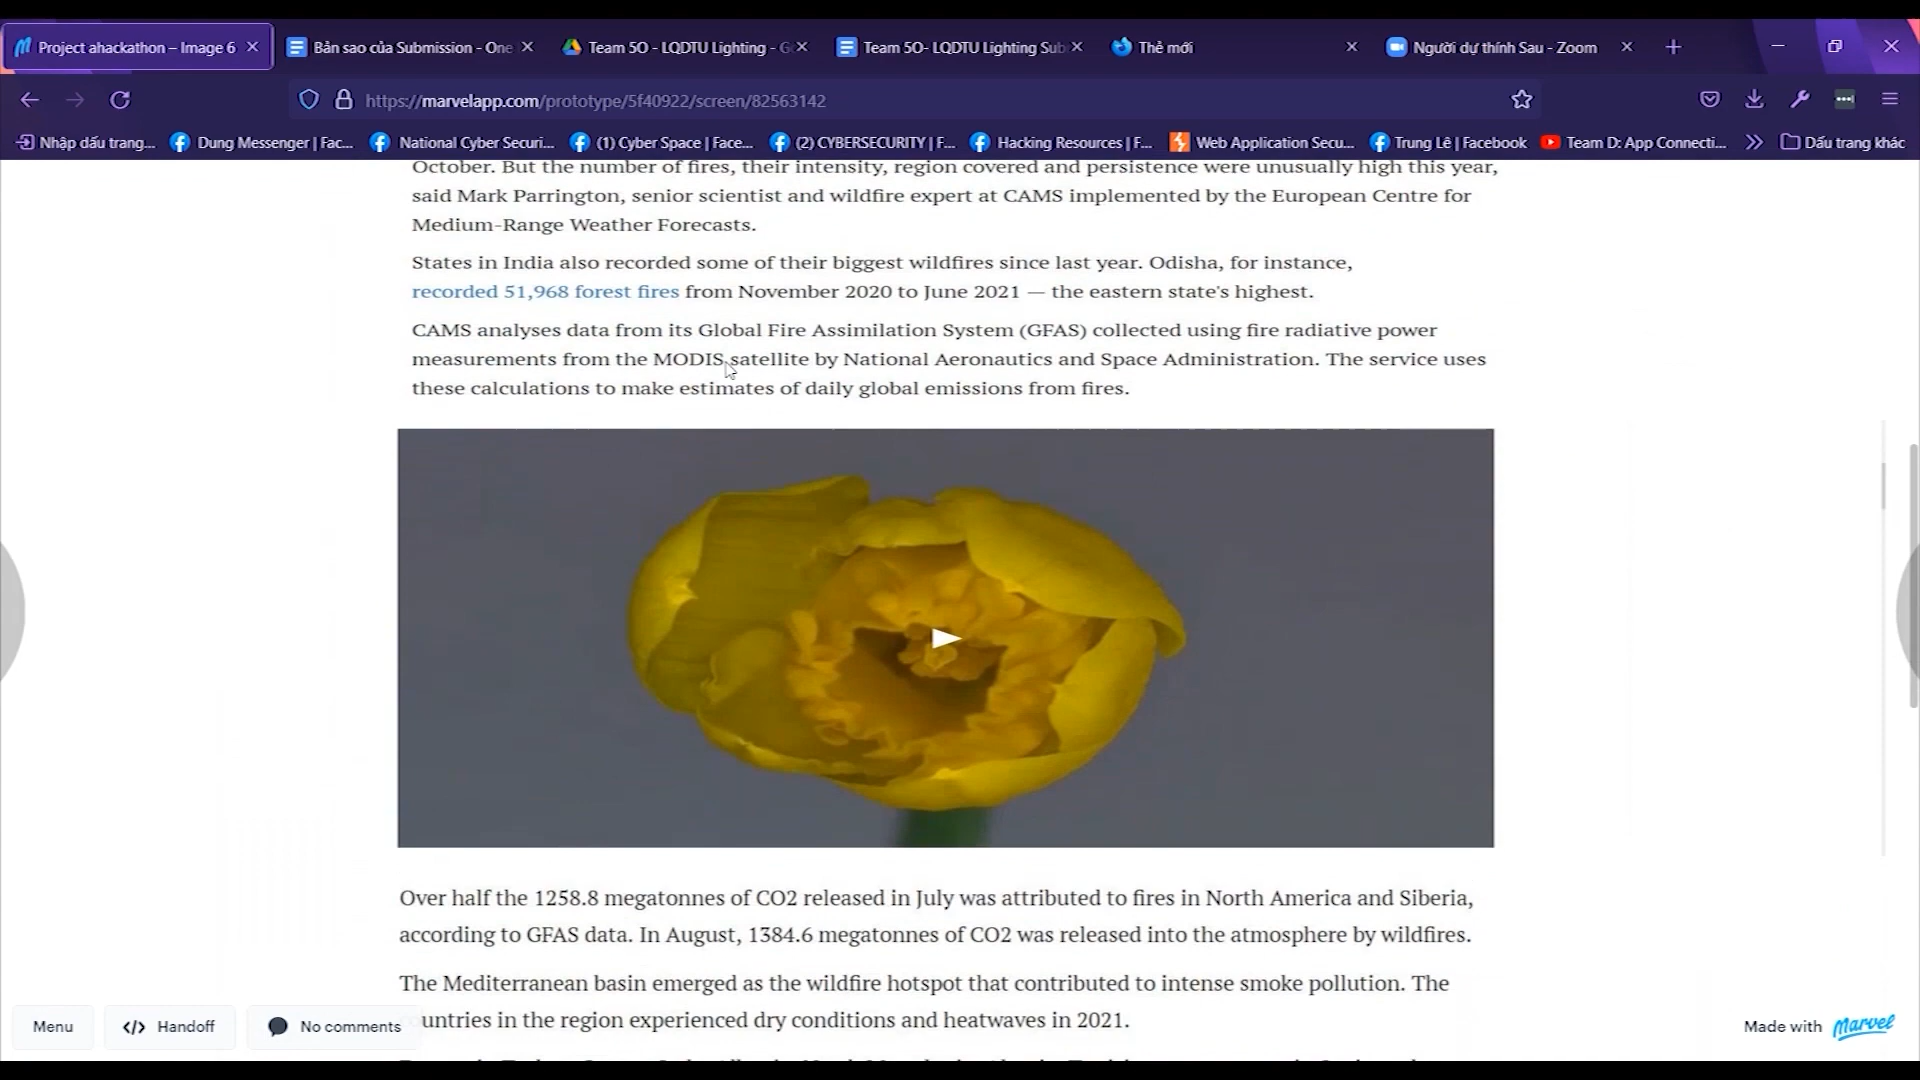 Project ahackathon – Image 6
Bản sao của Submission - One
Team 5O - LQDTU Lighting - G
Team 5O- LQDTU Lighting Sub
Thẻ mới
Người dự thính Sau - Zoom
https://marvelapp.com/prototype/5f40922/screen/82563142
Nhập dấu trang...
Dung Messenger | Fac...
National Cyber Securi...
(1) Cyber Space | Face...
(2) CYBERSECURITY | F...
Hacking Resources | F...
Web Application Secu...
Trung Lê | Facebook
Team D: App Connecti...
Dấu trang khác
October. But the number of fires, their intensity, region covered and persistence were unusually high this year,
said Mark Parrington, senior scientist and wildfire expert at CAMS implemented by the European Centre for
Medium-Range Weather Forecasts.
States in India also recorded some of their biggest wildfires since last year. Odisha, for instance,
recorded 51,968 forest fires from November 2020 to June 2021 — the eastern state's highest.
CAMS analyses data from its Global Fire Assimilation System (GFAS) collected using fire radiative power
measurements from the MODIS satellite by National Aeronautics and Space Administration. The service uses
these calculations to make estimates of daily global emissions from fires.
Over half the 1258.8 megatonnes of CO2 released in July was attributed to fires in North America and Siberia,
according to GFAS data. In August, 1384.6 megatonnes of CO2 was released into the atmosphere by wildfires.
The Mediterranean basin emerged as the wildfire hotspot that contributed to intense smoke pollution. The
untries in the region experienced dry conditions and heatwaves in 2021.
Menu
</> Handoff
No comments
Made with Marvel